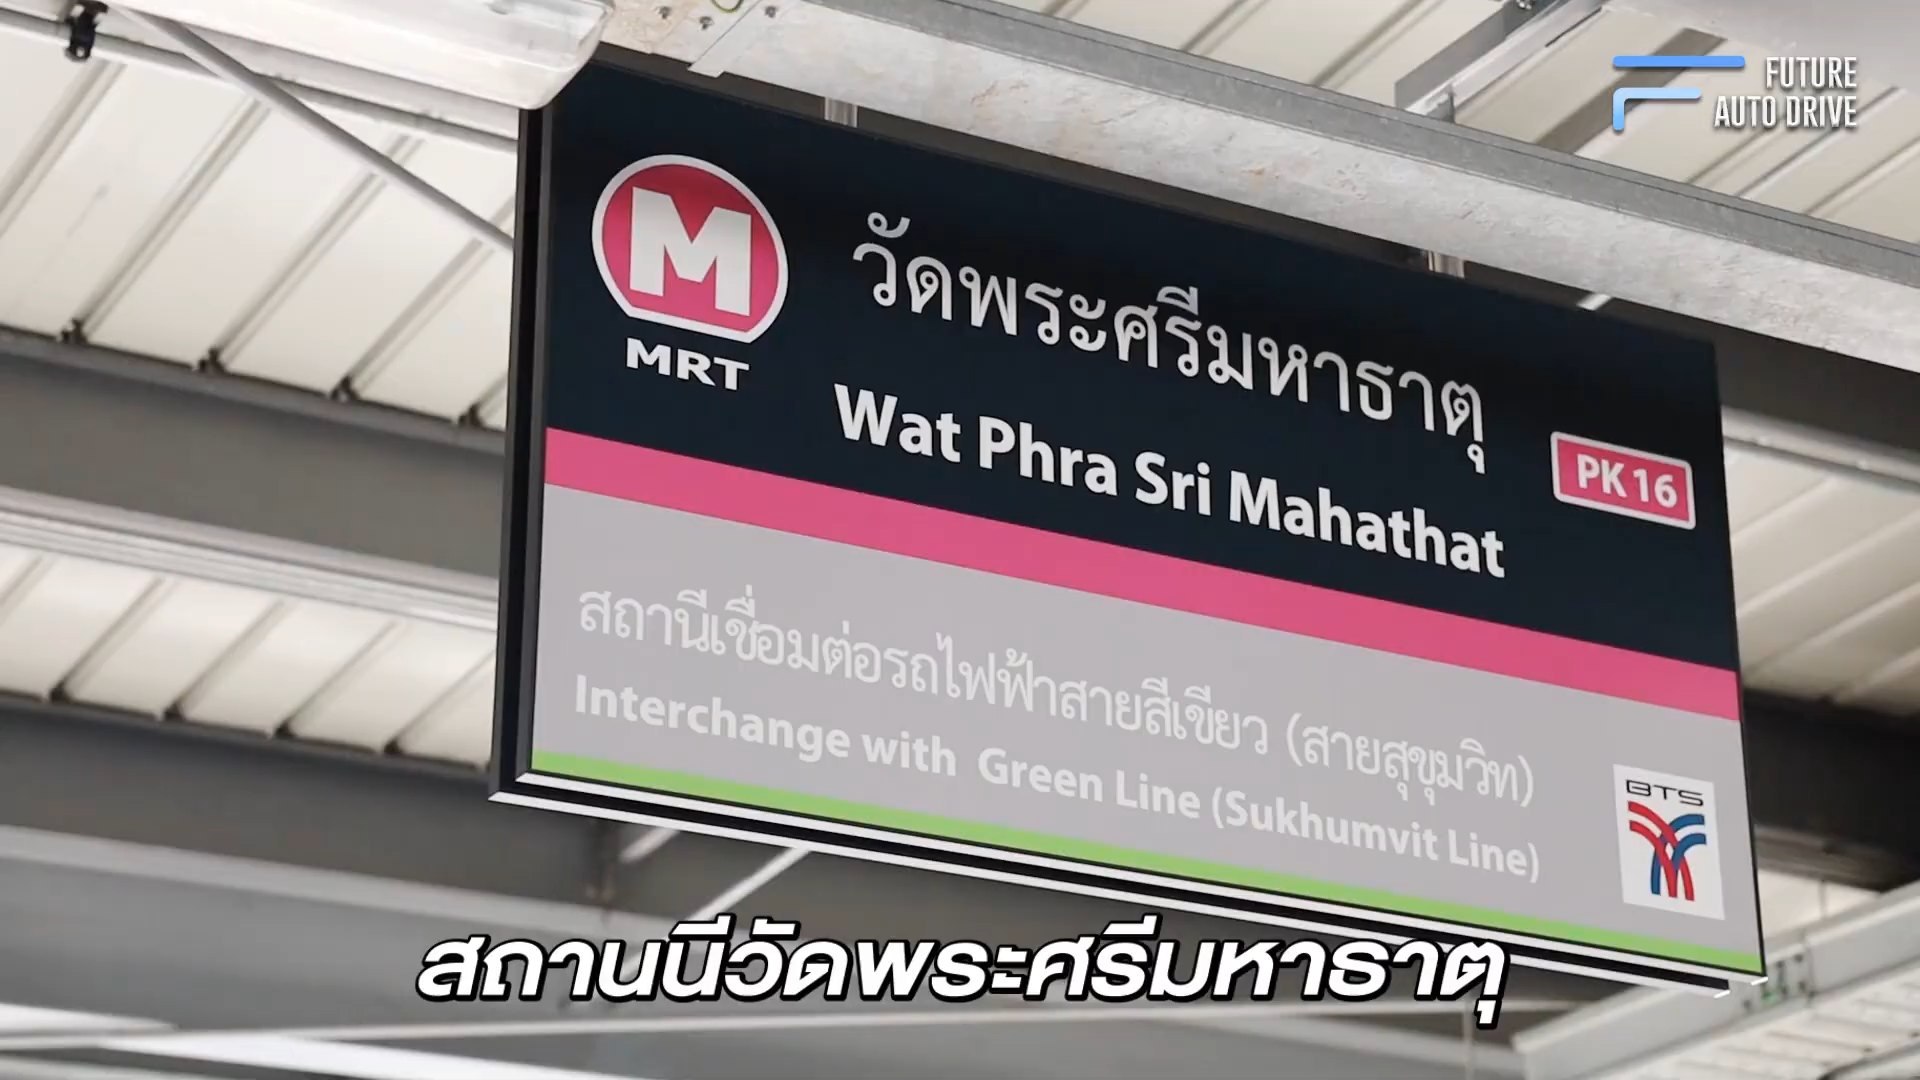 FUTURE
AUTO DRIVE
M
MRT
วัดพระศรีมหาธาตุ
Wat Phra Sri Mahathat
PK 16
สถานีเชื่อมต่อรถไฟฟ้าสายสีเขียว (สายสุขุมวิท)
Interchange with Green Line (Sukhumvit Line)
BTS
สถานนีวัดพระศรีมหาธาตุ